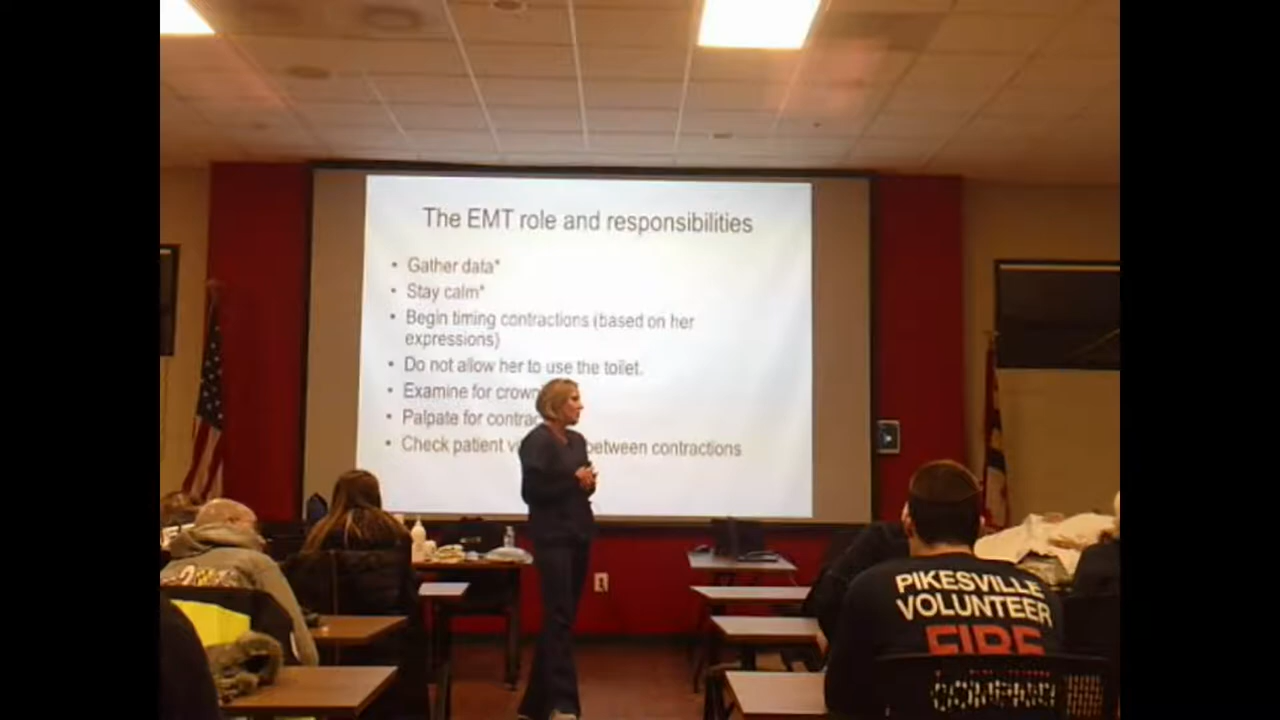 The EMT role and responsibilities
• Gather data*
• Stay calm*
• Begin timing contractions (based on her
expressions)
• Do not allow her to use the toilet.
• Examine for crown
• Palpate for contrac
• Check patient v between contractions
PIKESVILLE
VOLUNTEER
FIRE